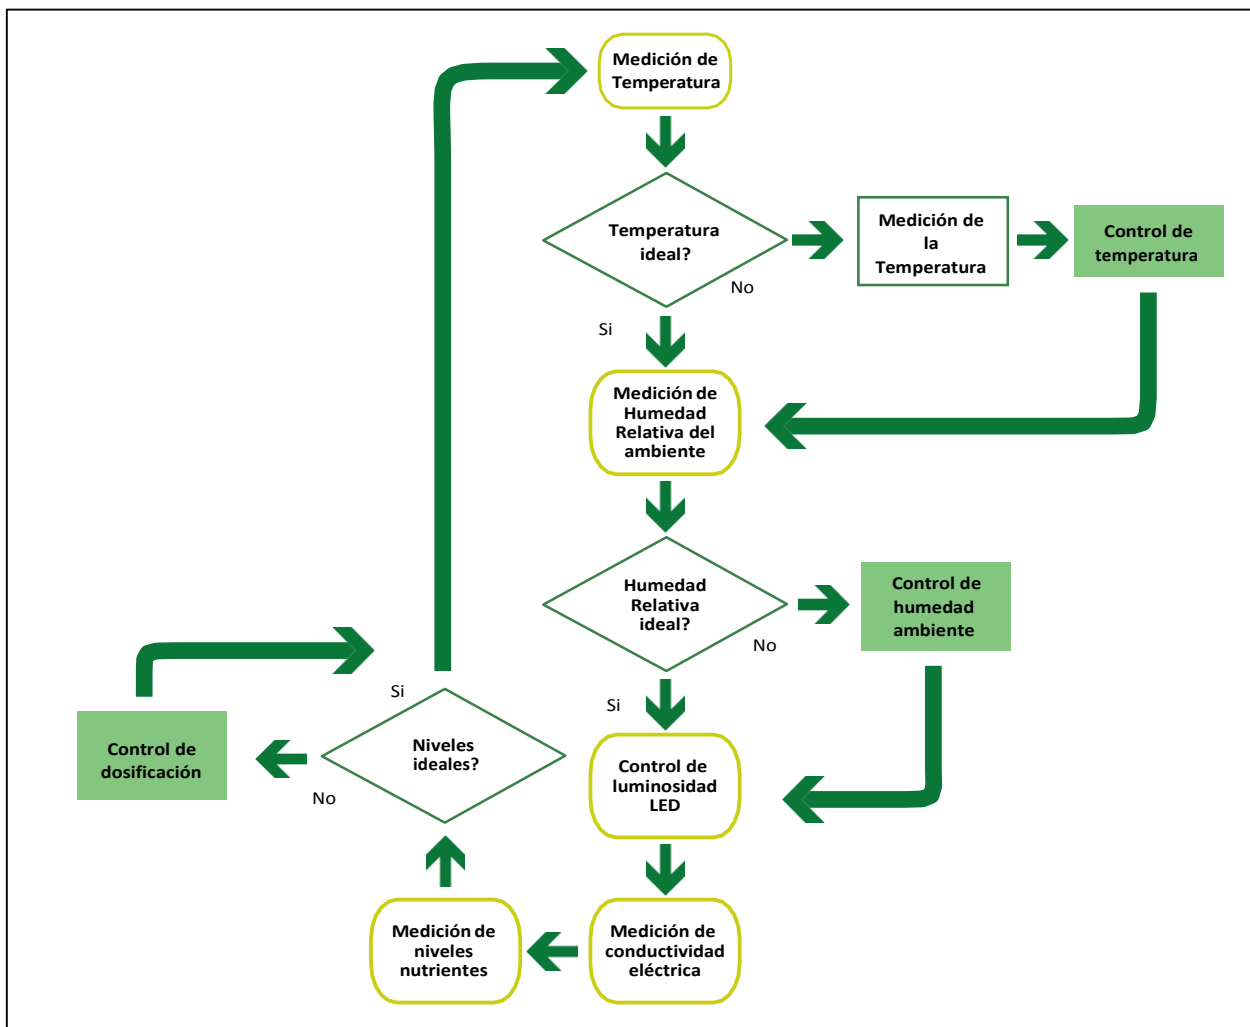 Medición de
Temperatura
Temperatura
ideal?
No
Si
Medición de
la
Temperatura
Control de
temperatura
Medición de
Humedad
Relativa del
ambiente
Humedad
Relativa
ideal?
No
Si
Control de
humedad
ambiente
Control de
luminosidad
LED
Medición de
conductividad
eléctrica
Medición de
niveles
nutrientes
Niveles
ideales?
Si
No
Control de
dosificación